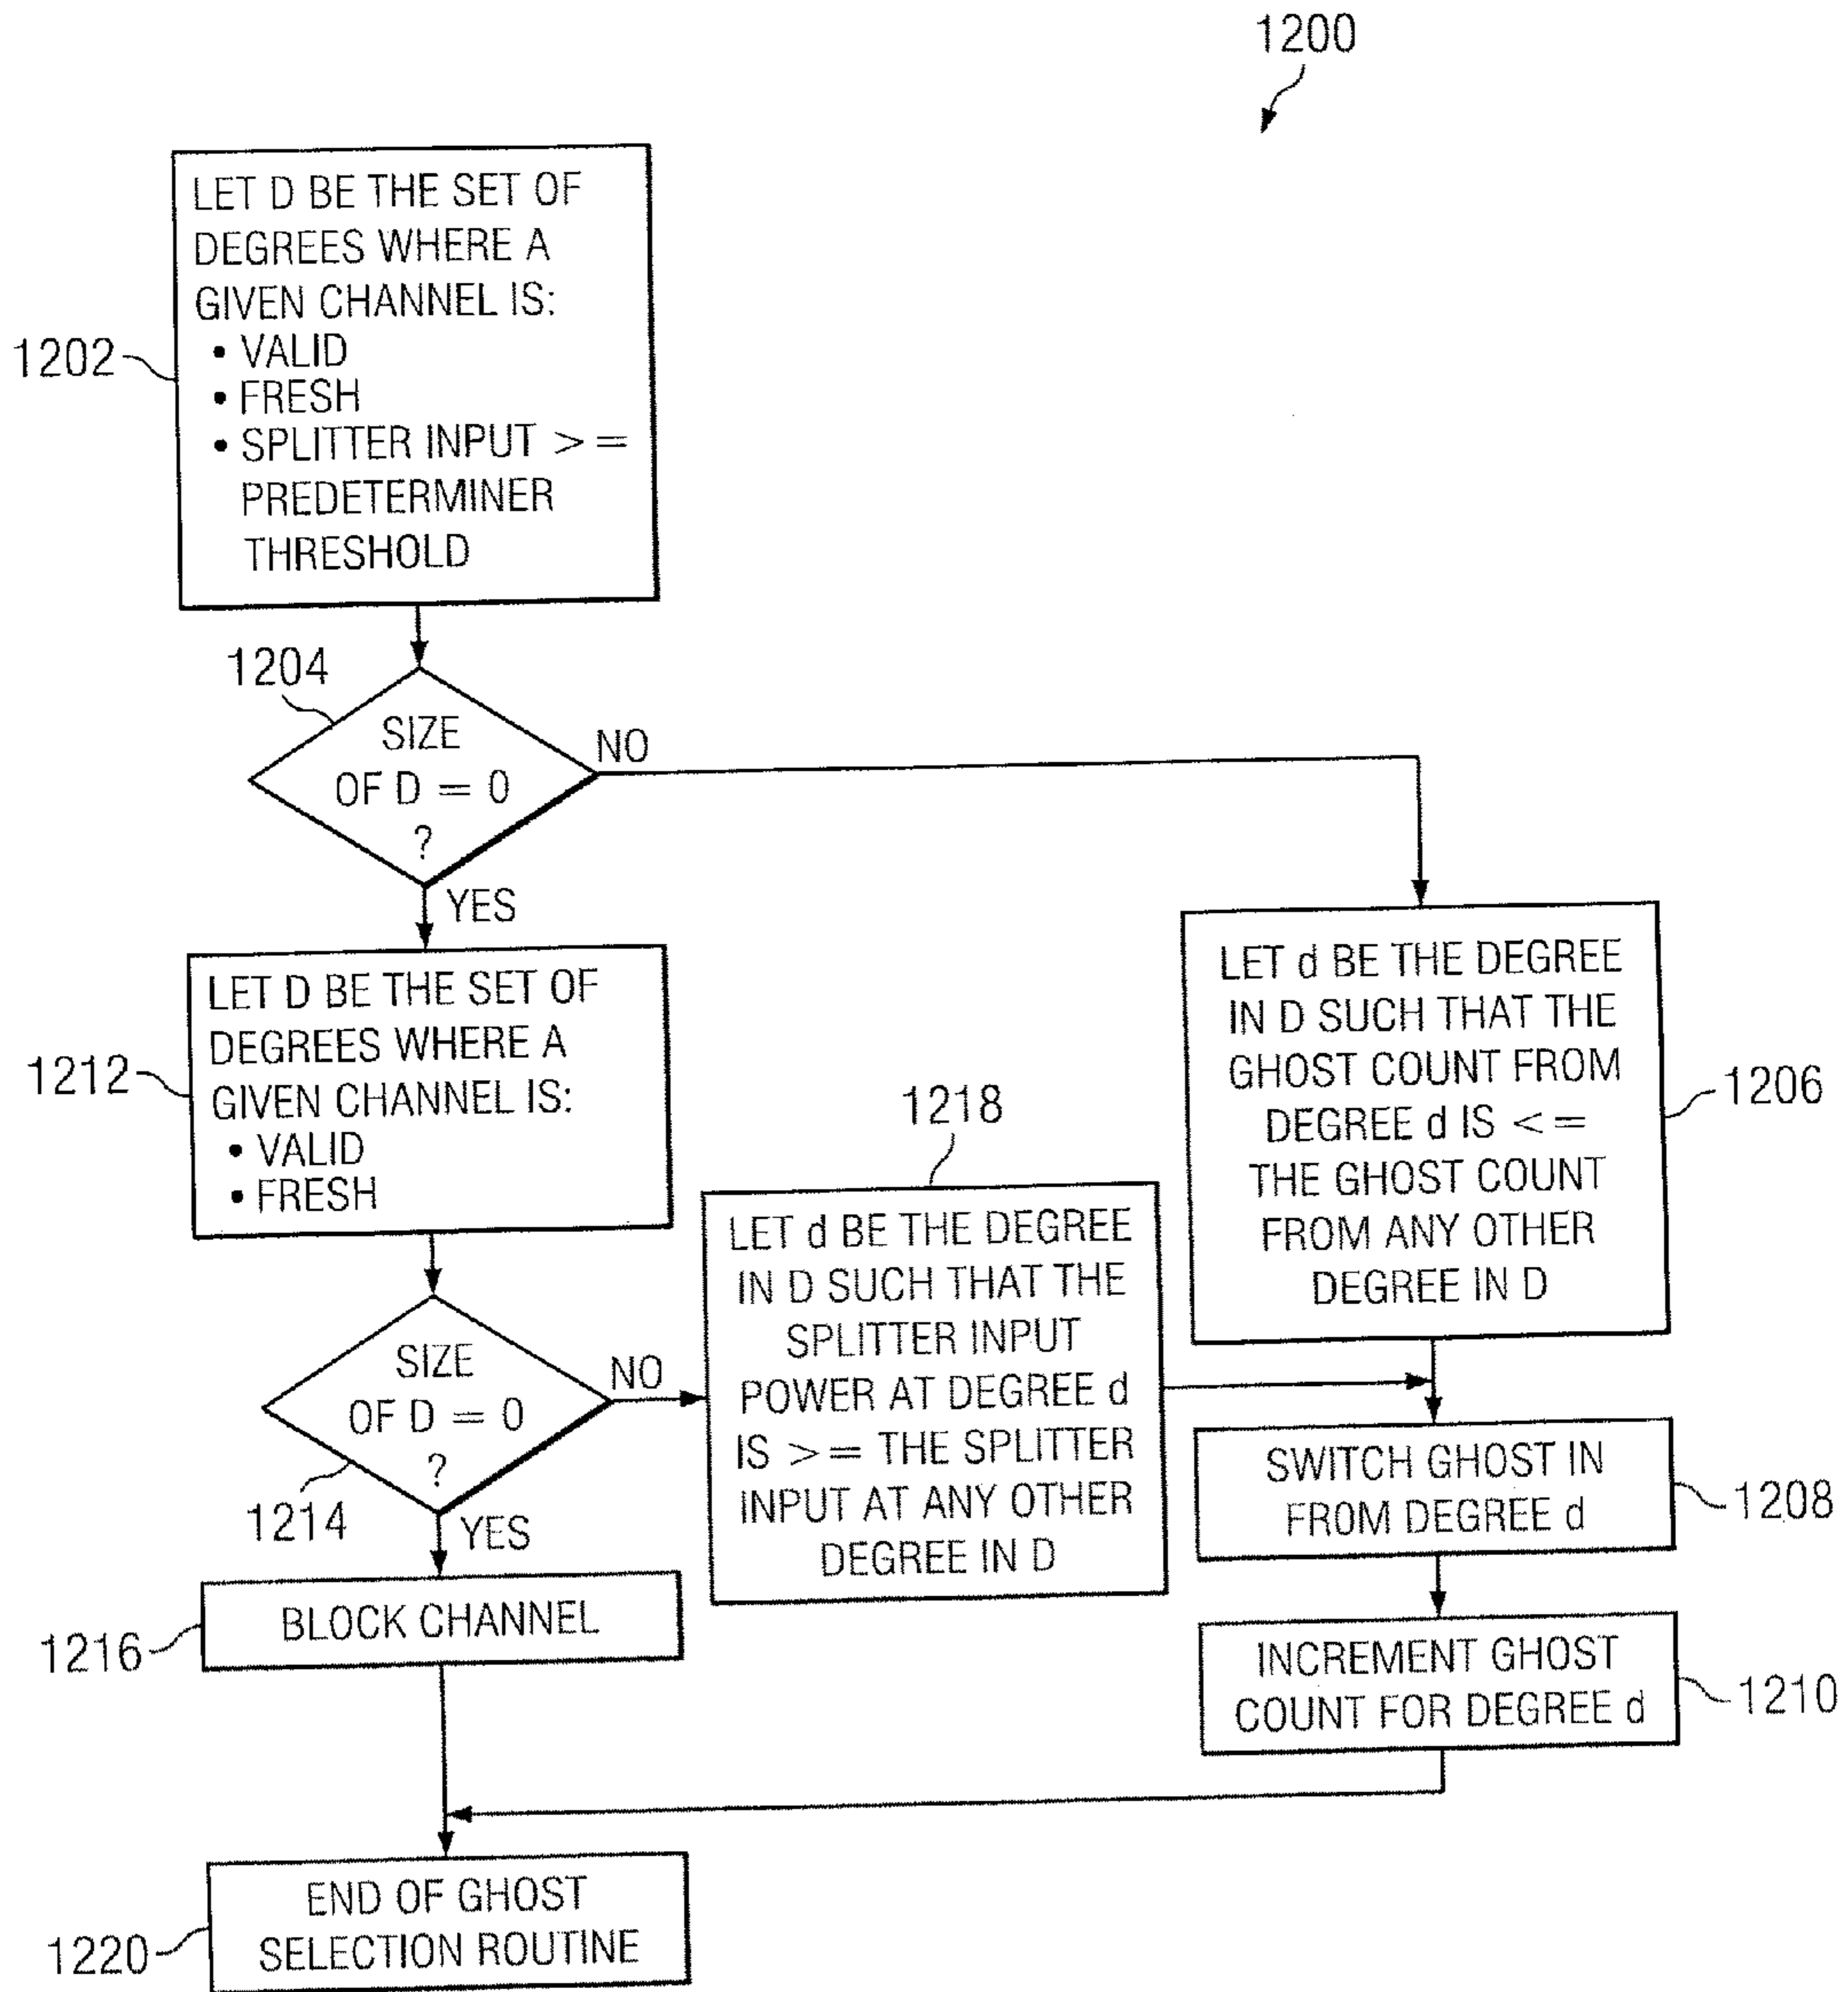 1200
LET D BE THE SET OF
DEGREES WHERE A
GIVEN CHANNEL IS:
• VALID
• FRESH
• SPLITTER INPUT >=
PREDETERMINER
THRESHOLD
1202
1204
SIZE
OF D = 0
?
NO
YES
LET D BE THE SET OF
DEGREES WHERE A
GIVEN CHANNEL IS:
• VALID
• FRESH
1212
LET d BE THE DEGREE
IN D SUCH THAT THE
GHOST COUNT FROM
DEGREE d IS <=
THE GHOST COUNT
FROM ANY OTHER
DEGREE IN D
1206
1218
LET d BE THE DEGREE
IN D SUCH THAT THE
SPLITTER INPUT
POWER AT DEGREE d
IS >= THE SPLITTER
INPUT AT ANY OTHER
DEGREE IN D
SIZE
OF D = 0
?
NO
1214
YES
SWITCH GHOST IN
FROM DEGREE d
1208
BLOCK CHANNEL
1216
INCREMENT GHOST
COUNT FOR DEGREE d
1210
END OF GHOST
SELECTION ROUTINE
1220